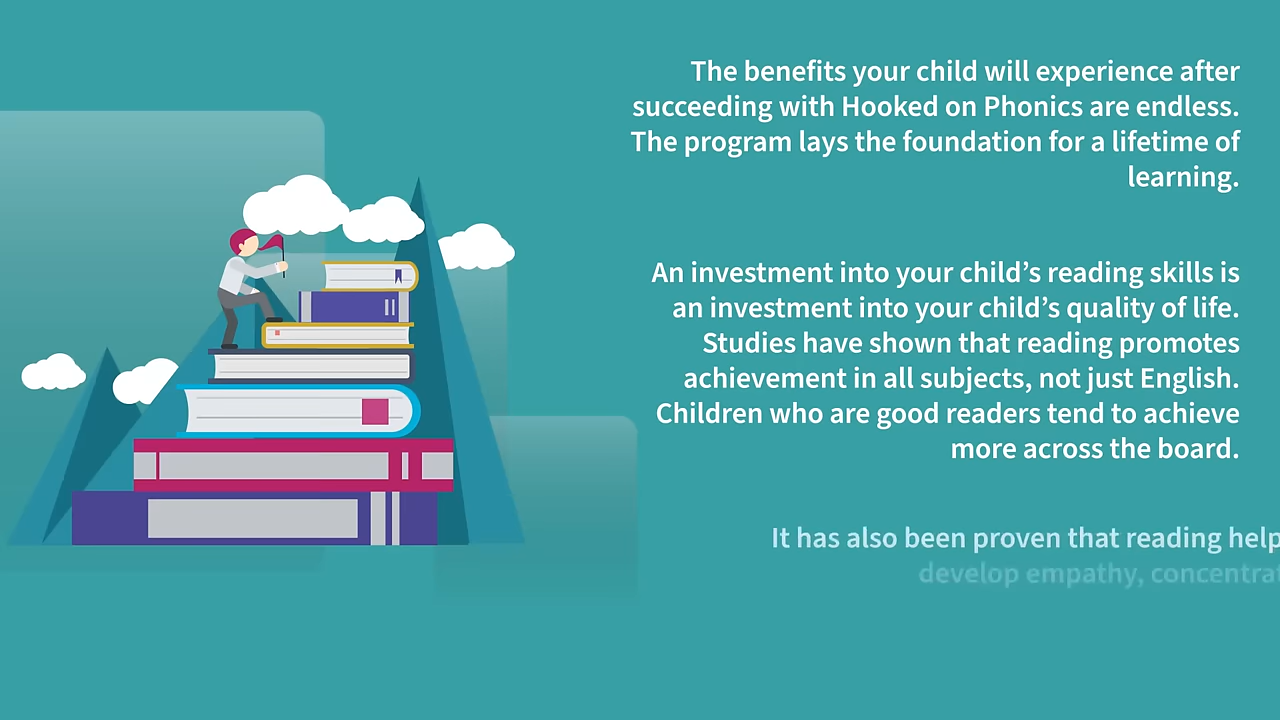 The benefits your child will experience after
succeeding with Hooked on Phonics are endless.
The program lays the foundation for a lifetime of
learning.
An investment into your child’s reading skills is
an investment into your child’s quality of life.
Studies have shown that reading promotes
achievement in all subjects, not just English.
Children who are good readers tend to achieve
more across the board.
It has also been proven that reading help
develop empathy, concentrat